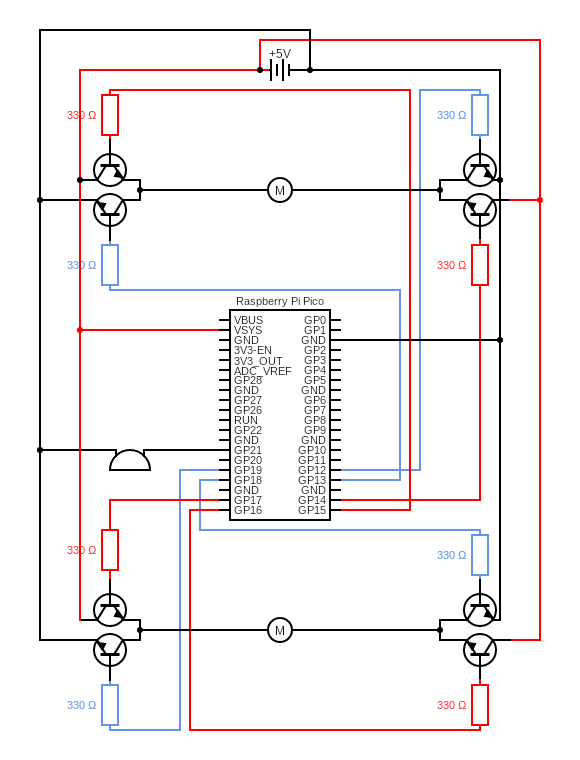 +5V
330 Ω
330 Ω
M
330 Ω
330 Ω
Raspberry Pi Pico
VBUS GP0
VSYS GP1
GND GND
3V3-EN GP2
3V3_OUT GP3
ADC_VREF GP4
GP28 GP5
GND GND
GP27 GP6
GP26 GP7
RUN GP8
GP22 GP9
GND GND
GP21 GP10
GP20 GP11
GP19 GP12
GP18 GP13
GND GND
GP17 GP14
GP16 GP15
330 Ω
330 Ω
M
330 Ω
330 Ω